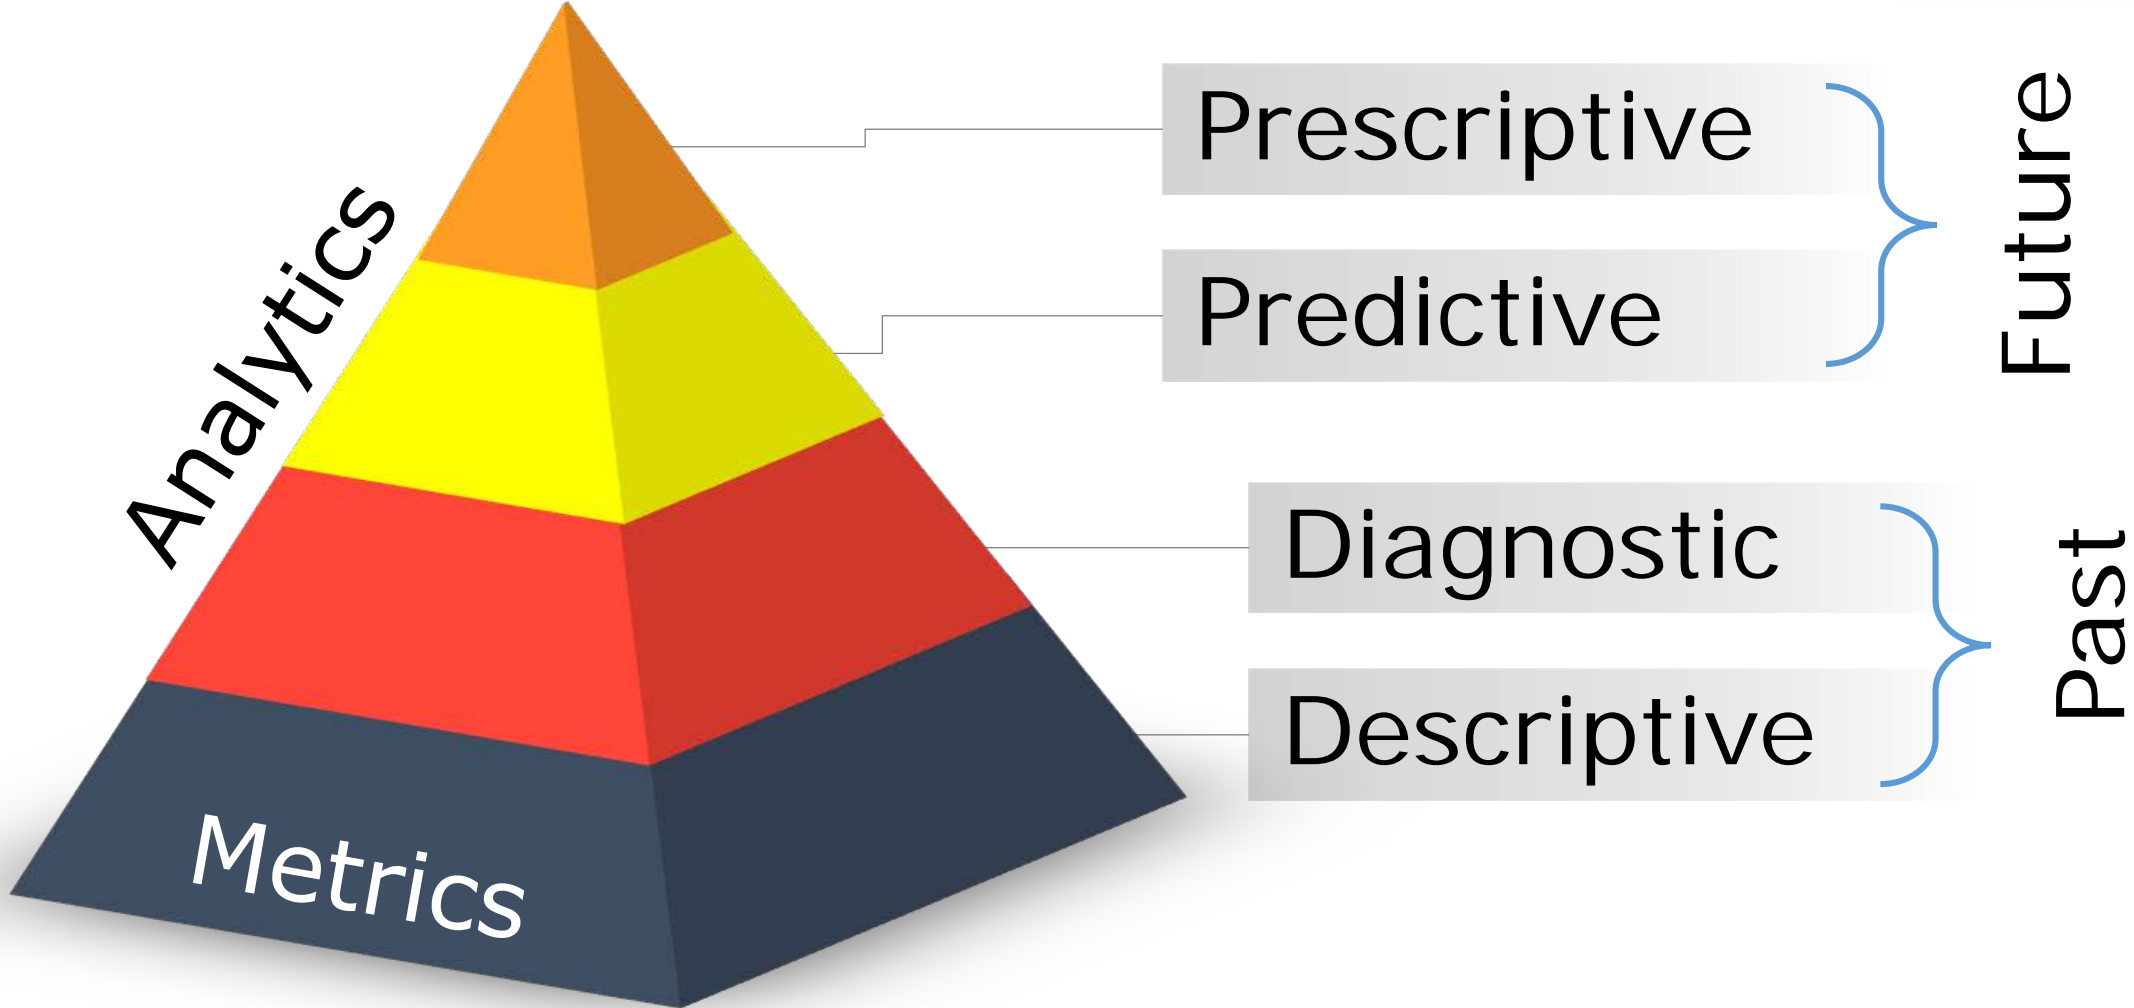 Analytics
Metrics
Prescriptive
Predictive
Future
Diagnostic
Descriptive
Past